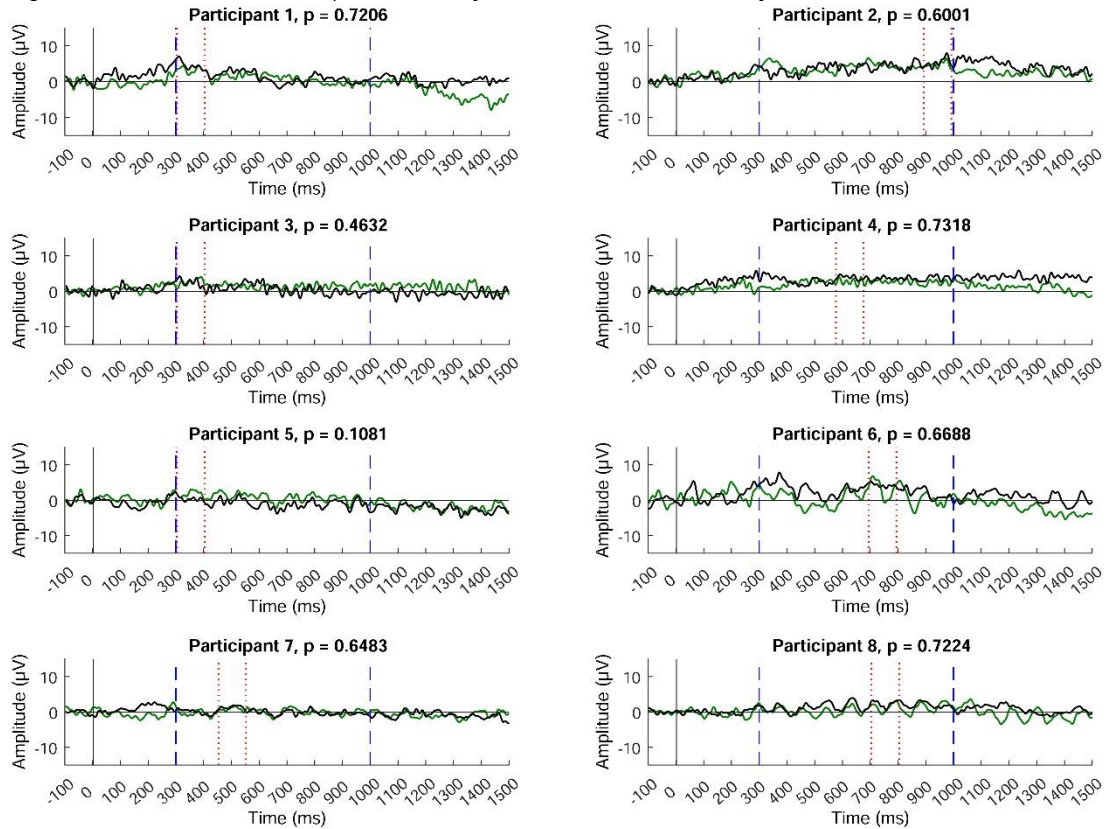 Participant 1, p = 0.7206
Amplitude (µV)
10
0
-10
-100 0 100 200 300 400 500 600 700 800 900 1000 1100 1200 1300 1400 1500
Time (ms)
Participant 2, p = 0.6001
Amplitude (µV)
10
0
-10
-100 0 100 200 300 400 500 600 700 800 900 1000 1100 1200 1300 1400 1500
Time (ms)
Participant 3, p = 0.4632
Amplitude (µV)
10
0
-10
-100 0 100 200 300 400 500 600 700 800 900 1000 1100 1200 1300 1400 1500
Time (ms)
Participant 4, p = 0.7318
Amplitude (µV)
10
0
-10
-100 0 100 200 300 400 500 600 700 800 900 1000 1100 1200 1300 1400 1500
Time (ms)
Participant 5, p = 0.1081
Amplitude (µV)
10
0
-10
-100 0 100 200 300 400 500 600 700 800 900 1000 1100 1200 1300 1400 1500
Time (ms)
Participant 6, p = 0.6688
Amplitude (µV)
10
0
-10
-100 0 100 200 300 400 500 600 700 800 900 1000 1100 1200 1300 1400 1500
Time (ms)
Participant 7, p = 0.6483
Amplitude (µV)
10
0
-10
-100 0 100 200 300 400 500 600 700 800 900 1000 1100 1200 1300 1400 1500
Time (ms)
Participant 8, p = 0.7224
Amplitude (µV)
10
0
-10
-100 0 100 200 300 400 500 600 700 800 900 1000 1100 1200 1300 1400 1500
Time (ms)